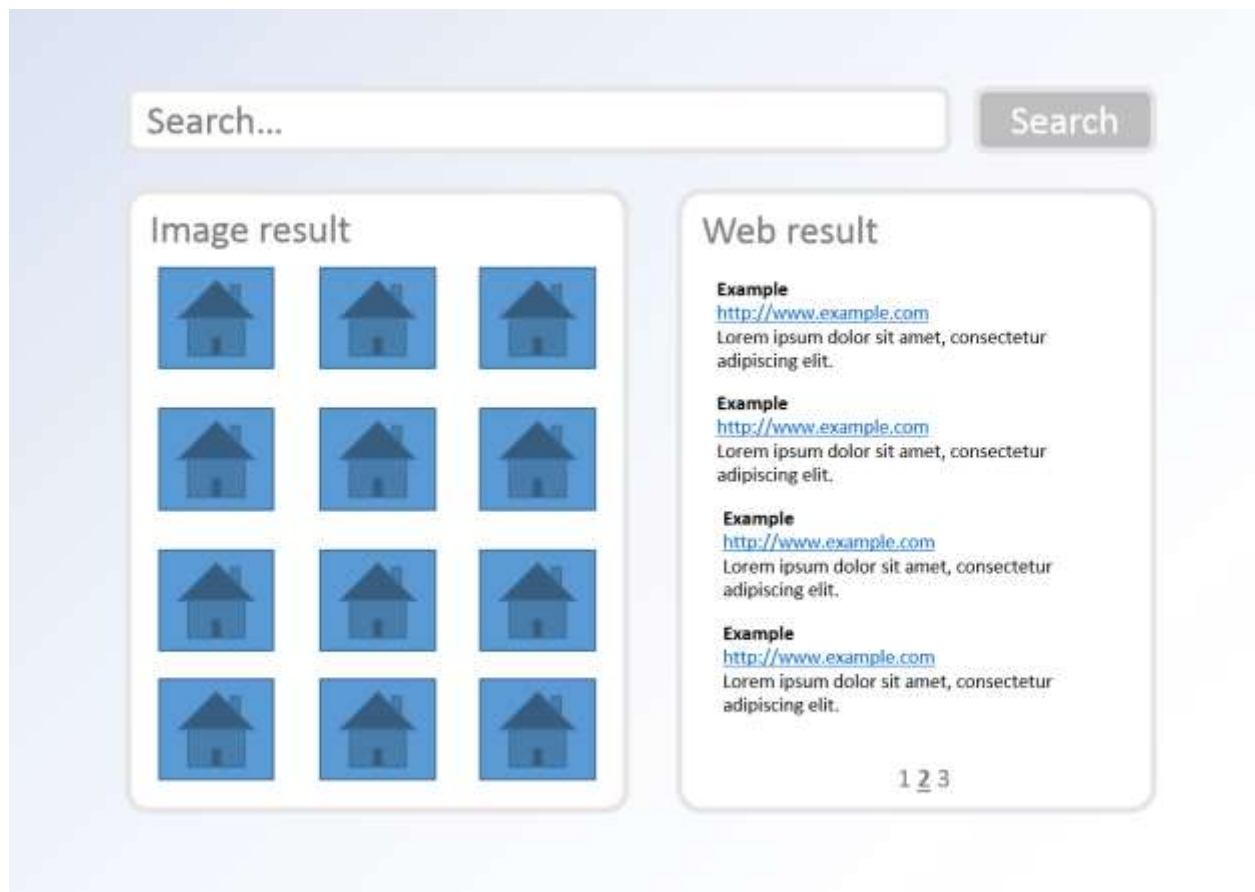 Search...
Search
Image result
Web result
Example
http://www.example.com
Lorem ipsum dolor sit amet, consectetur
adipiscing elit.
Example
http://www.example.com
Lorem ipsum dolor sit amet, consectetur
adipiscing elit.
Example
http://www.example.com
Lorem ipsum dolor sit amet, consectetur
adipiscing elit.
Example
http://www.example.com
Lorem ipsum dolor sit amet, consectetur
adipiscing elit.
1 2 3